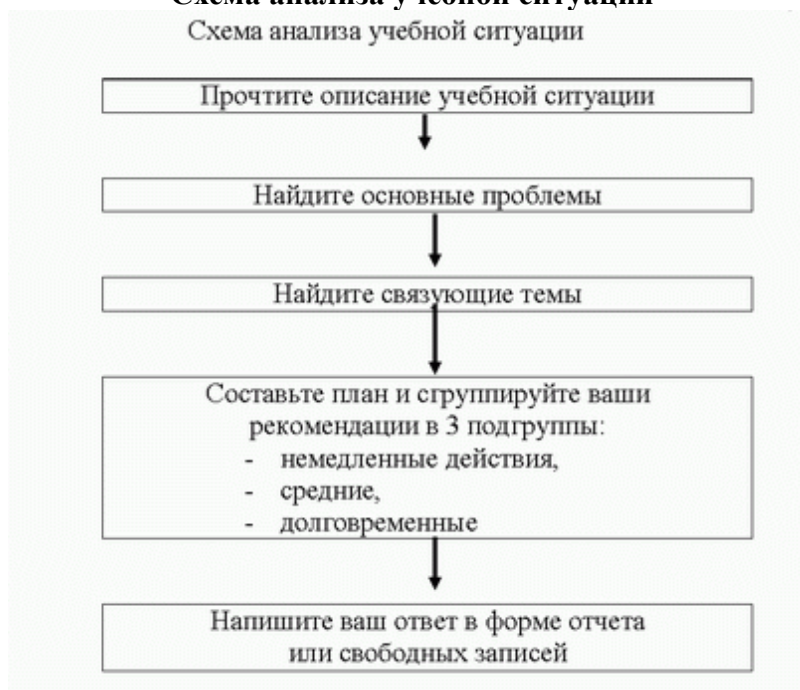 Схема анализа учебной ситуации
Схема анализа учебной ситуации
Прочтите описание учебной ситуации
Найдите основные проблемы
Найдите связующие темы
Составьте план и сгруппируйте ваши
рекомендации в 3 подгруппы:
- немедленные действия,
- средние,
- долговременные
Напишите ваш ответ в форме отчета
или свободных записей